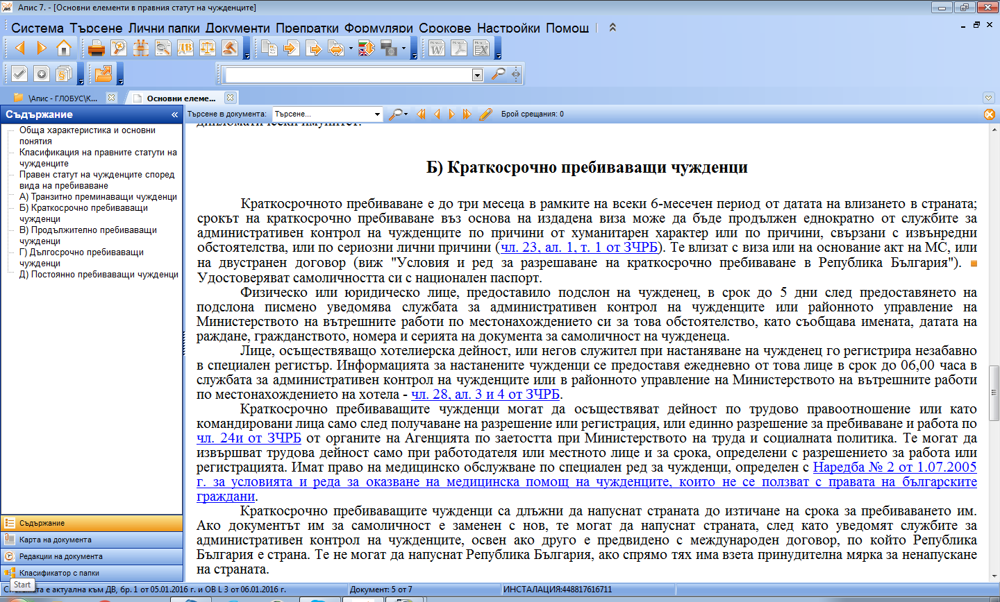 Апис 7. - [Основни елементи в правния статут на чужденците]
Система Търсене Лични папки Документи Препратки Формуляри Срокове Настройки Помощ
\Апис - ГЛОБУС\К...
Основни елеме...
Съдържание
Търсене в документа:
Търсене...
Брой срещания: 0
Обща характеристика и основни
понятия
Класификация на правните статути на
чужденците
Правен статут на чужденците според
вида на пребиваване
А) Транзитно преминаващи чужденци
Б) Краткосрочно пребиваващи
чужденци
В) Продължително пребиваващи
чужденци
Г) Дългосрочно пребиваващи
чужденци
Д) Постоянно пребиваващи чужденци
дипломатически имунитет.
Б) Краткосрочно пребиваващи чужденци
Краткосрочното пребиваване е до три месеца в рамките на всеки 6-месечен период от датата на влизането в страната;
срокът на краткосрочно пребиваване въз основа на издадена виза може да бъде продължен еднократно от службите за
административен контрол на чужденците по причини от хуманитарен характер или по причини, свързани с извънредни
обстоятелства, или по сериозни лични причини (чл. 23, ал. 1, т. 1 от ЗЧРБ). Те влизат с виза или на основание акт на МС, или
на двустранен договор (виж "Условия и ред за разрешаване на краткосрочно пребиваване в Република България").
Удостоверяват самоличността си с национален паспорт.
Физическо или юридическо лице, предоставило подслон на чужденец, в срок до 5 дни след предоставянето на
подслона писмено уведомява службата за административен контрол на чужденците или районното управление на
Министерството на вътрешните работи по местонахождението си за това обстоятелство, като съобщава имената, датата на
раждане, гражданството, номера и серията на документа за самоличност на чужденеца.
Лице, осъществяващо хотелиерска дейност, или негов служител при настаняване на чужденец го регистрира незабавно
в специален регистър. Информацията за настанените чужденци се предоставя ежедневно от това лице в срок до 06,00 часа в
службата за административен контрол на чужденците или в районното управление на Министерството на вътрешните работи
по местонахождението на хотела - чл. 28, ал. 3 и 4 от ЗЧРБ.
Краткосрочно пребиваващите чужденци могат да осъществяват дейност по трудово правоотношение или като
командировани лица само след получаване на разрешение или регистрация, или единно разрешение за пребиваване и работа по
чл. 24и от ЗЧРБ от органите на Агенцията по заетостта при Министерството на труда и социалната политика. Те могат да
извършват трудова дейност само при работодателя или местното лице и за срока, определени с разрешението за работа или
регистрацията. Имат право на медицинско обслужване по специален ред за чужденци, определен с Наредба № 2 от 1.07.2005
г. за условията и реда за оказване на медицинска помощ на чужденците, които не се ползват с правата на българските
граждани.
Краткосрочно пребиваващите чужденци са длъжни да напуснат страната до изтичане на срока за пребиваването им.
Ако документът им за самоличност е заменен с нов, те могат да напуснат страната, след като уведомят службите за
административен контрол на чужденците, освен ако друго е предвидено с международен договор, по който Република
България е страна. Те не могат да напуснат Република България, ако спрямо тях има взета принудителна мярка за ненапускане
на страната.
Съдържание
Карта на документа
Редакции на документа
Класификатор с папки
Start
е актуална към ДВ, бр. 1 от 05.01.2016 г. и OB L 3 от 06.01.2016 г.
Документ: 5 от 7
ИНСТАЛАЦИЯ:448817616711